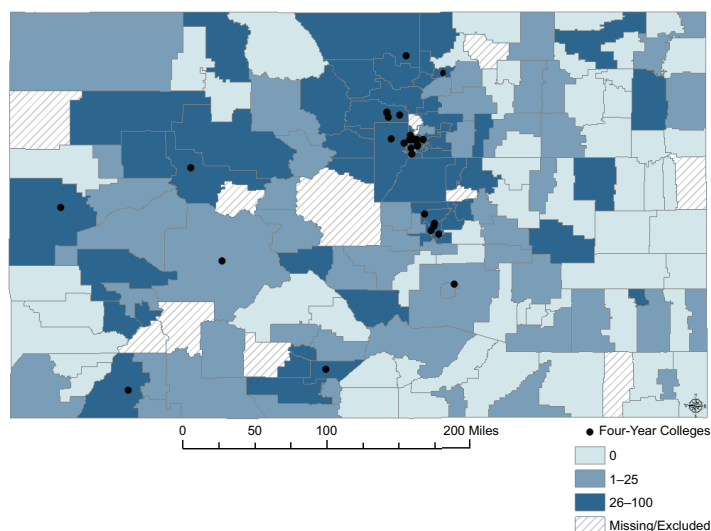 0 50 100 200 Miles
Four-Year Colleges
0
1–25
26–100
Missing/Excluded